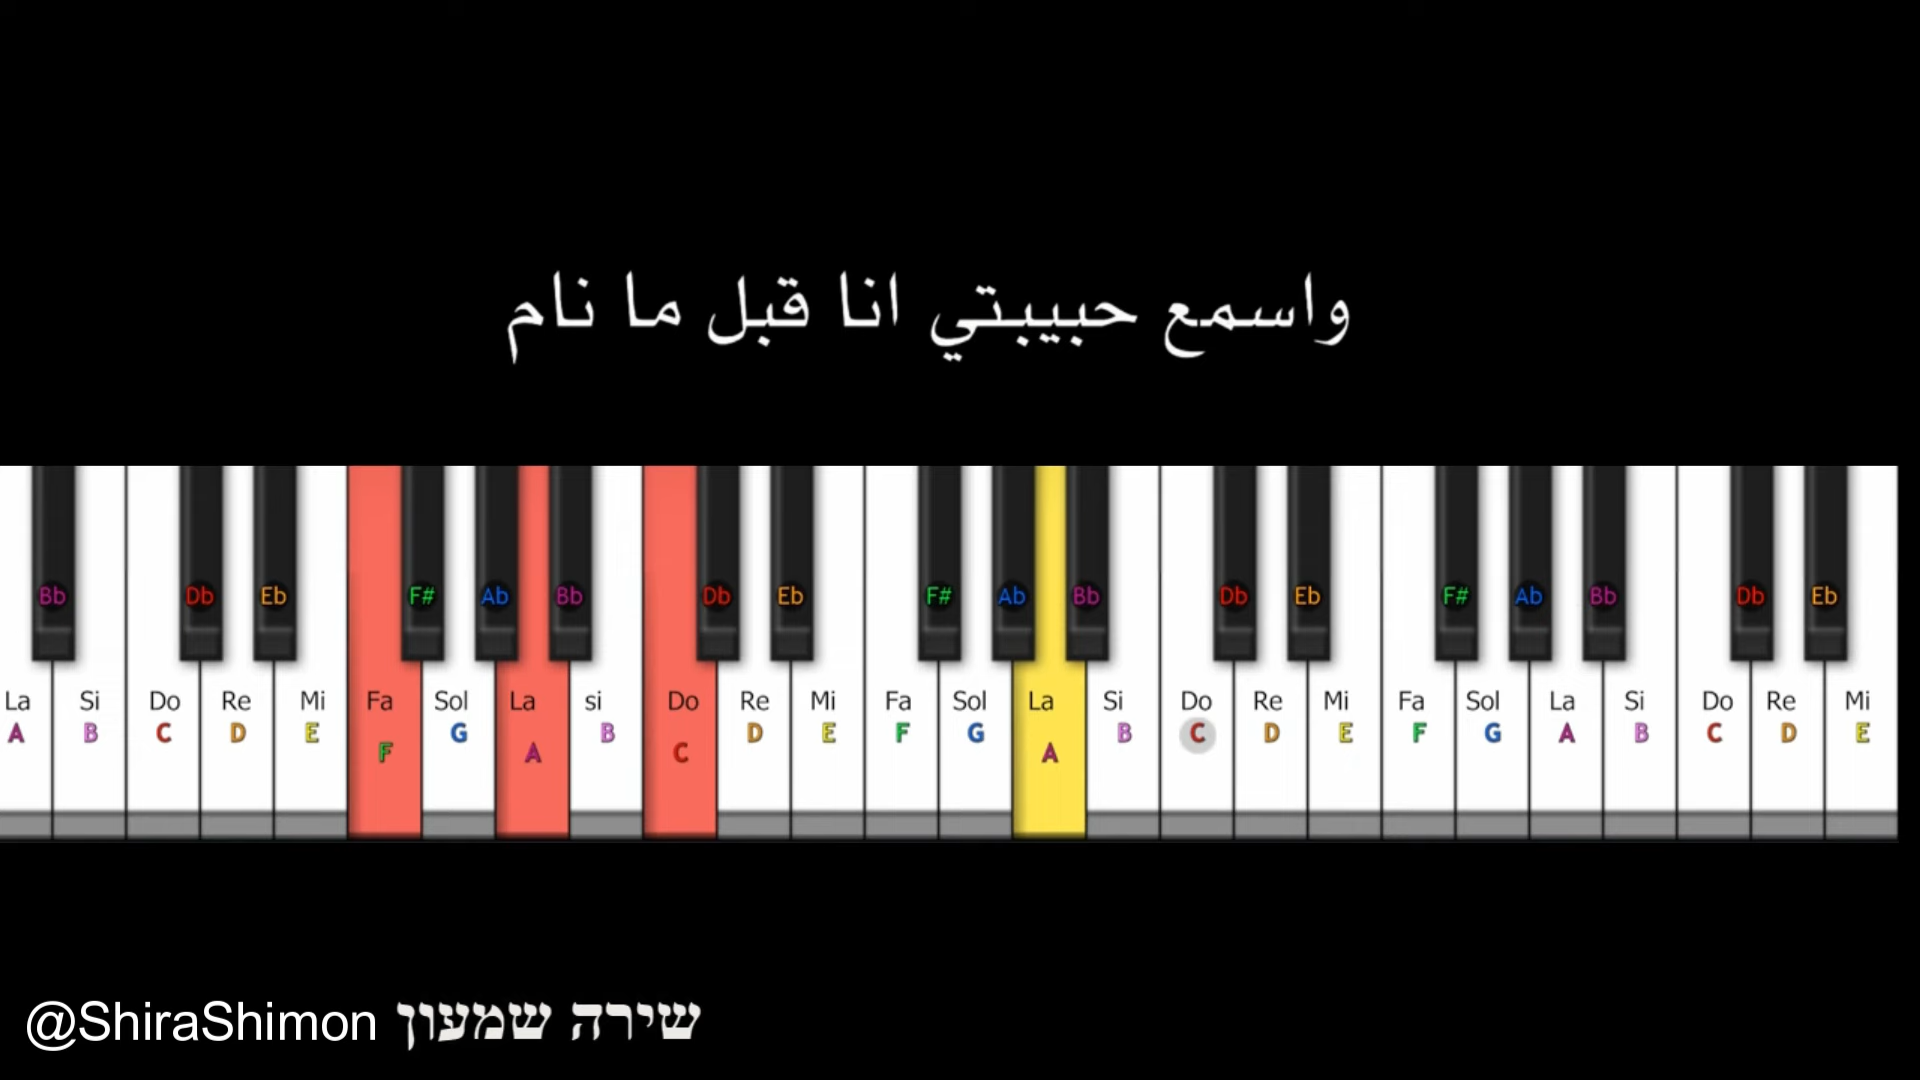 واسمع حبيبتي انا قبل ما نام
Bb Db Eb F# Ab Bb Db Eb F# Ab Bb Db Eb F# Ab Bb Db Eb
La Si Do Re Mi Fa Sol La si Do Re Mi Fa Sol La Si Do Re Mi Fa Sol La Si Do Re Mi
A B C D E F G A B C D E F G A B C D E F G A B C D E
@ShiraShimon שירה שמעון